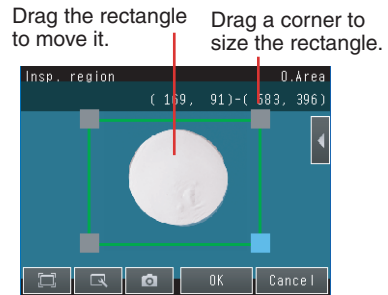 Drag the rectangle
to move it.
Drag a corner to
size the rectangle.
Insp. region
0.Area
( 169, 91)-( 583, 396)
OK
Cancel